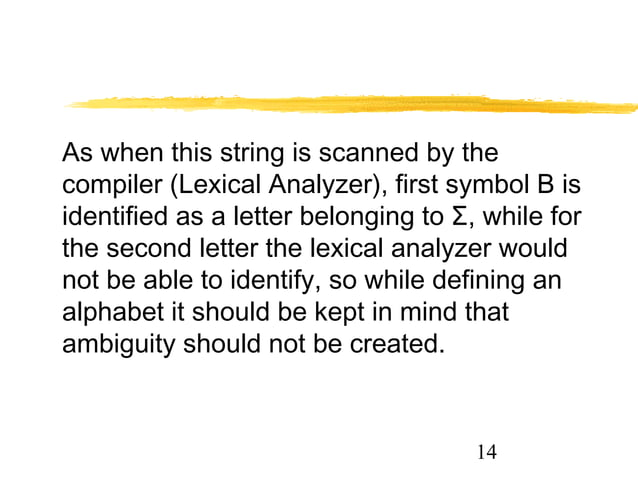 As when this string is scanned by the
compiler (Lexical Analyzer), first symbol B is
identified as a letter belonging to Σ, while for
the second letter the lexical analyzer would
not be able to identify, so while defining an
alphabet it should be kept in mind that
ambiguity should not be created.
14